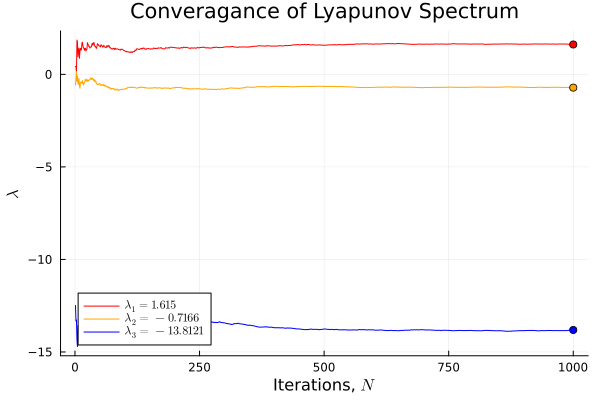 Converagance of Lyapunov Spectrum
0
−5
−10
−15
λ
λ₁ = 1.615
λ₂ = − 0.7166
λ₃ = − 13.8121
0 250 500 750 1000
Iterations, N